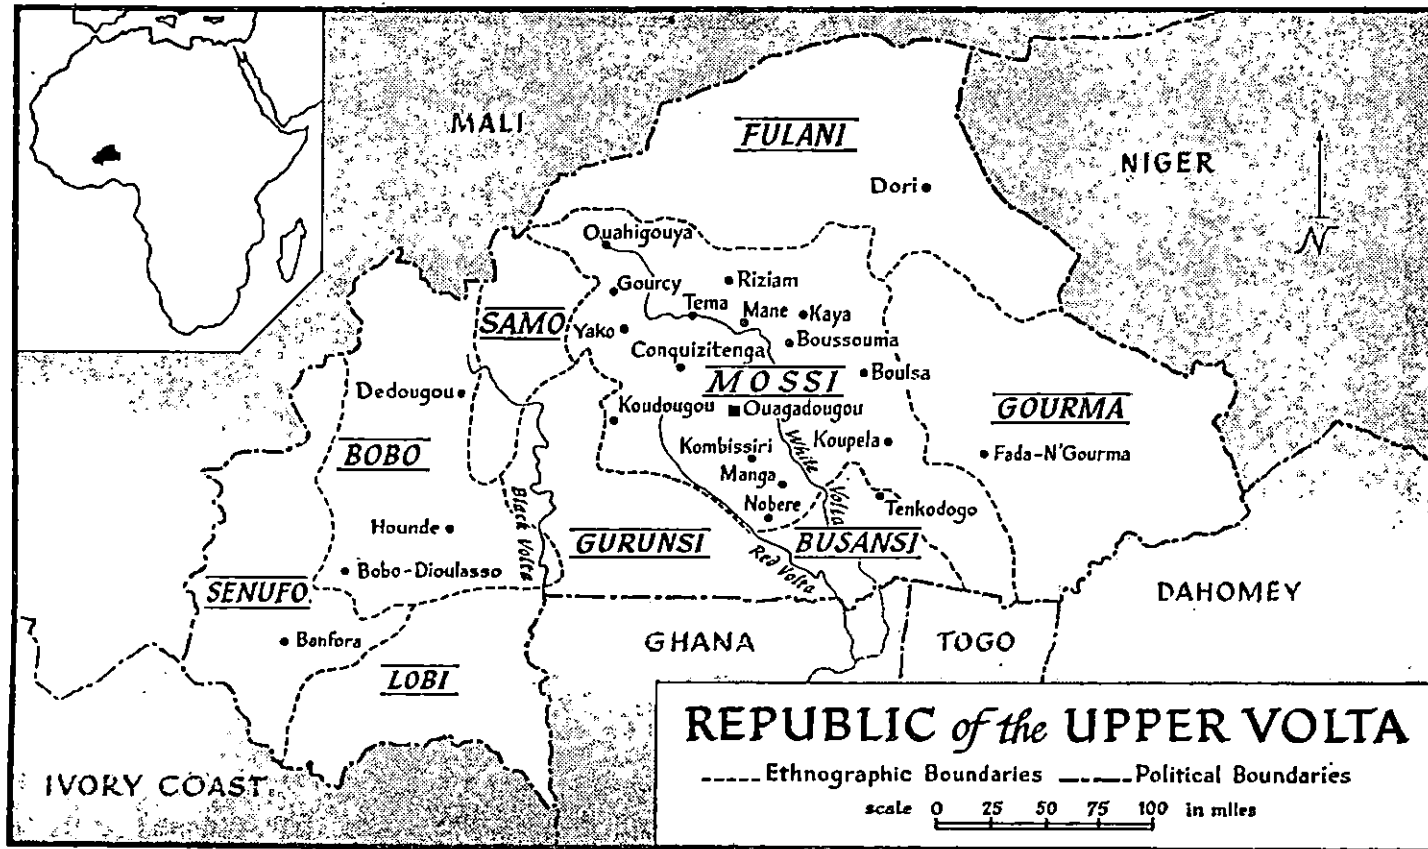 MALI
FULANI
NIGER
Dori
N
Ouahigouya
Gourcy
Riziam
Tema
Mane
Kaya
SAMO
Yako
Boussouma
Conquizitenga
MOSSI
Boulsa
Dedougou
Koudougou
Ouagadougou
GOURMA
BOBO
Kombissiri
White Volta
Koupela
Fada-N'Gourma
Manga
Black Volta
Nobere
Tenkodogo
Hounde
GURUNSI
BUSANSI
Red Volta
Bobo-Dioulasso
SENUFO
DAHOMEY
Banfora
GHANA
TOGO
LOBI
IVORY COAST
REPUBLIC of the UPPER VOLTA
Ethnographic Boundaries
Political Boundaries
scale 0 25 50 75 100 in miles